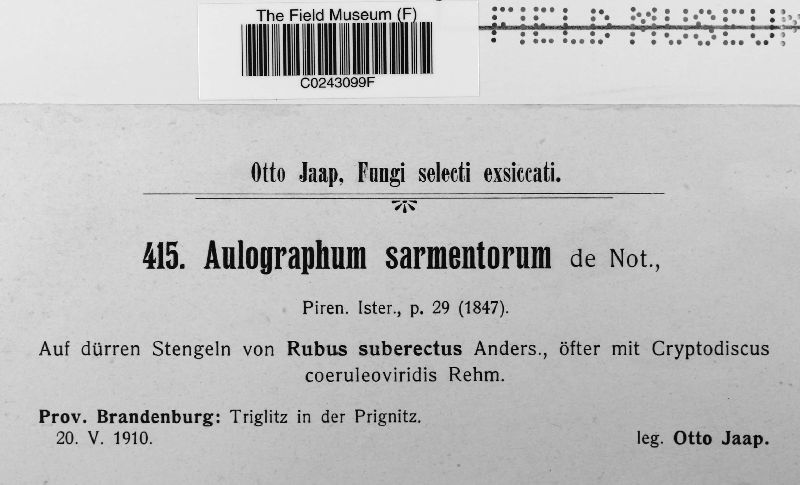 The Field Museum (F)
FIELD MUSEUM
C0243099F
Otto Jaap, Fungi selecti exsiccati.
415. Aulographum sarmentorum de Not.,
Piren. Ister., p. 29 (1847).
Auf dürren Stengeln von Rubus suberectus Anders., öfter mit Cryptodiscus
coeruleoviridis Rehm.
Prov. Brandenburg: Triglitz in der Prignitz.
20. V. 1910.
leg. Otto Jaap.